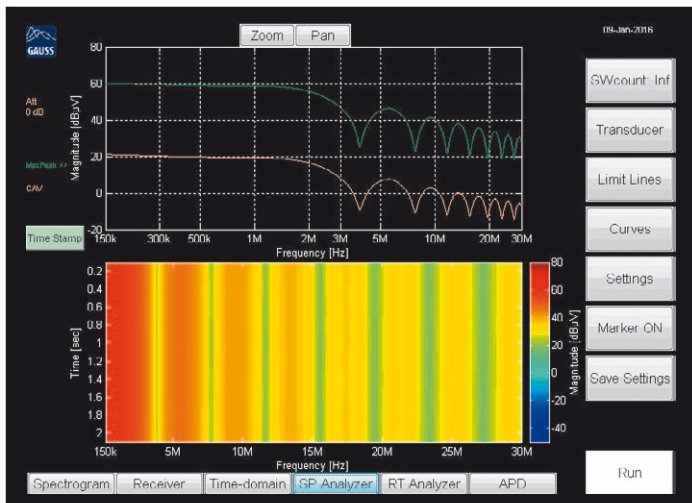 Zoom Pan
09-Jan-2016
GAUSS
Att
0 dB
MaxPeak >>
CAV
Time Stamp
Magnitude [dBµV]
80
60
40
20
0
-20
150k 300k 500k 1M 2M 3M 5M 10M 20M 30M
Frequency [Hz]
SWcount: Inf
Transducer
Limit Lines
Curves
Settings
Marker ON
Save Settings
Run
Time [sec]
0.2
0.4
0.6
0.8
1
1.2
1.4
1.6
1.8
2
150k 5M 10M 15M 20M 25M 30M
Frequency [Hz]
80
60
40
20
0
-20
-40
Magnitude [dBµV]
Spectrogram Receiver Time-domain SP Analyzer RT Analyzer APD